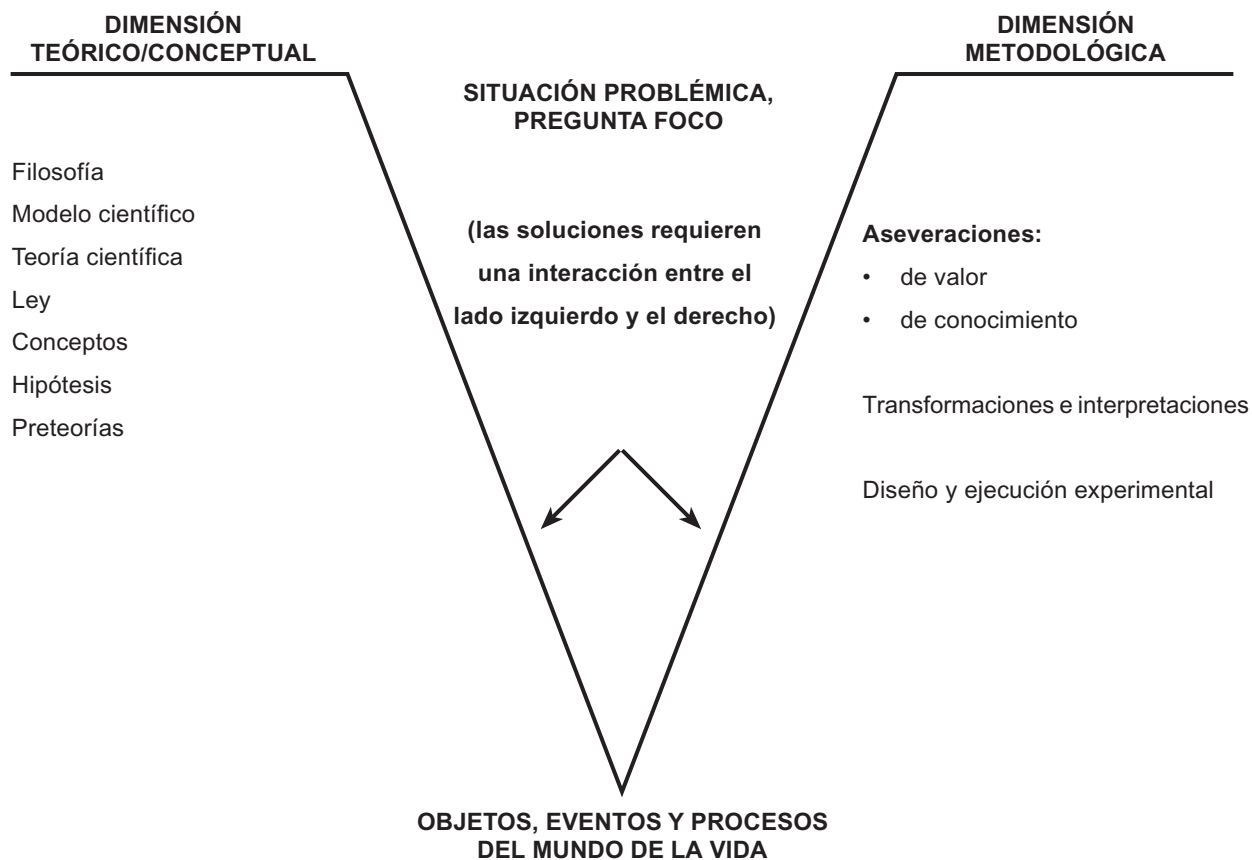 DIMENSIÓN
TEÓRICO/CONCEPTUAL
Filosofía
Modelo científico
Teoría científica
Ley
Conceptos
Hipótesis
Preteorías
SITUACIÓN PROBLÉMICA,
PREGUNTA FOCO
(las soluciones requieren
una interacción entre el
lado izquierdo y el derecho)
DIMENSIÓN
METODOLÓGICA
Aseveraciones:
• de valor
• de conocimiento
Transformaciones e interpretaciones
Diseño y ejecución experimental
OBJETOS, EVENTOS Y PROCESOS
DEL MUNDO DE LA VIDA